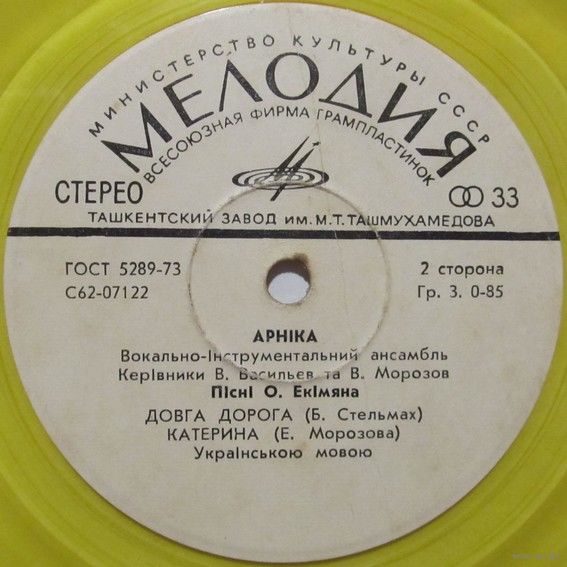 МИНИСТЕРСТВО КУЛЬТУРЫ СССР
МЕЛОДИЯ
ВСЕСОЮЗНАЯ ФИРМА ГРАМПЛАСТИНОК
СТЕРЕО 33
ТАШКЕНТСКИЙ ЗАВОД ИМ. М.Т. ТАШМУХАМЕДОВА
ГОСТ 5289-73 2 сторона
С62-07122 Гр. 3. 0-85
АРНІКА
Вокально-інструментальний ансамбль
Керівники В. Васильєв та В. Морозов
Пісні О. Екімяна
ДОВГА ДОРОГА (Б. Стельмах)
КАТЕРИНА (Е. Морозова)
Українською мовою